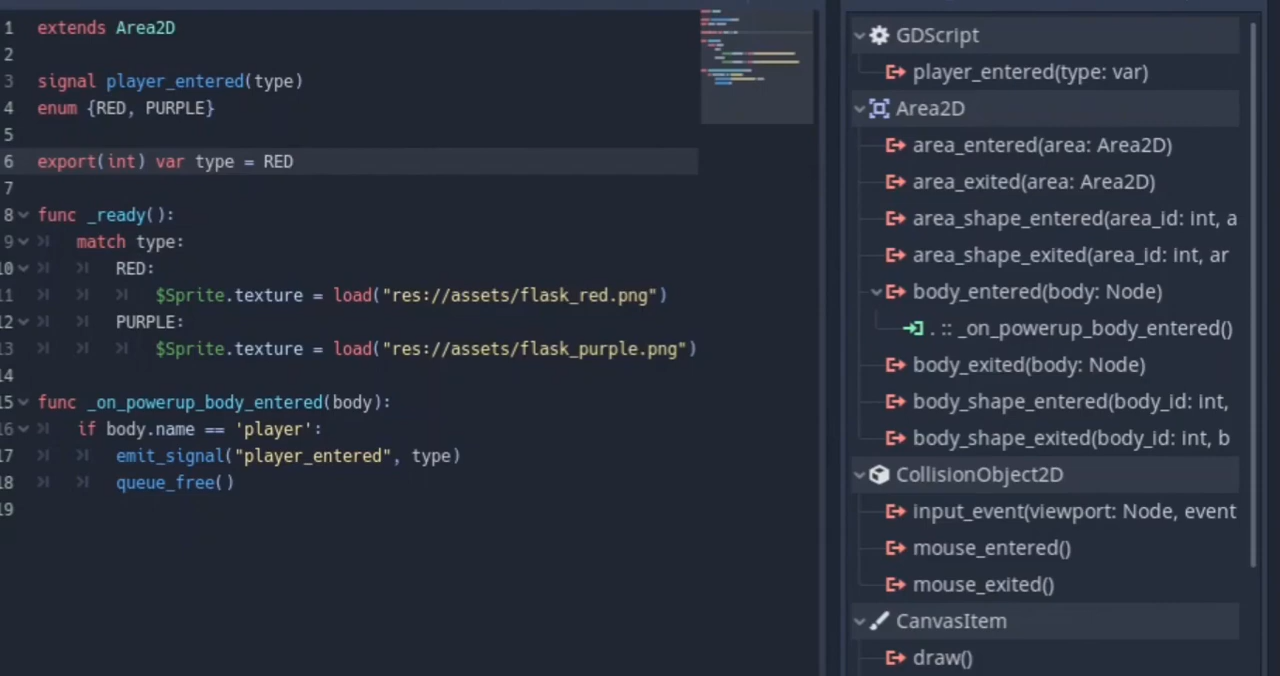 1 extends Area2D
2
3 signal player_entered(type)
4 enum {RED, PURPLE}
5
6 export(int) var type = RED
7
8 func _ready():
9 match type:
10 RED:
11 $Sprite.texture = load("res://assets/flask_red.png")
12 PURPLE:
13 $Sprite.texture = load("res://assets/flask_purple.png")
14
15 func _on_powerup_body_entered(body):
16 if body.name == 'player':
17 emit_signal("player_entered", type)
18 queue_free()
19
GDScript
player_entered(type: var)
Area2D
area_entered(area: Area2D)
area_exited(area: Area2D)
area_shape_entered(area_id: int, a
area_shape_exited(area_id: int, ar
body_entered(body: Node)
. :: _on_powerup_body_entered()
body_exited(body: Node)
body_shape_entered(body_id: int,
body_shape_exited(body_id: int, b
CollisionObject2D
input_event(viewport: Node, event
mouse_entered()
mouse_exited()
CanvasItem
draw()